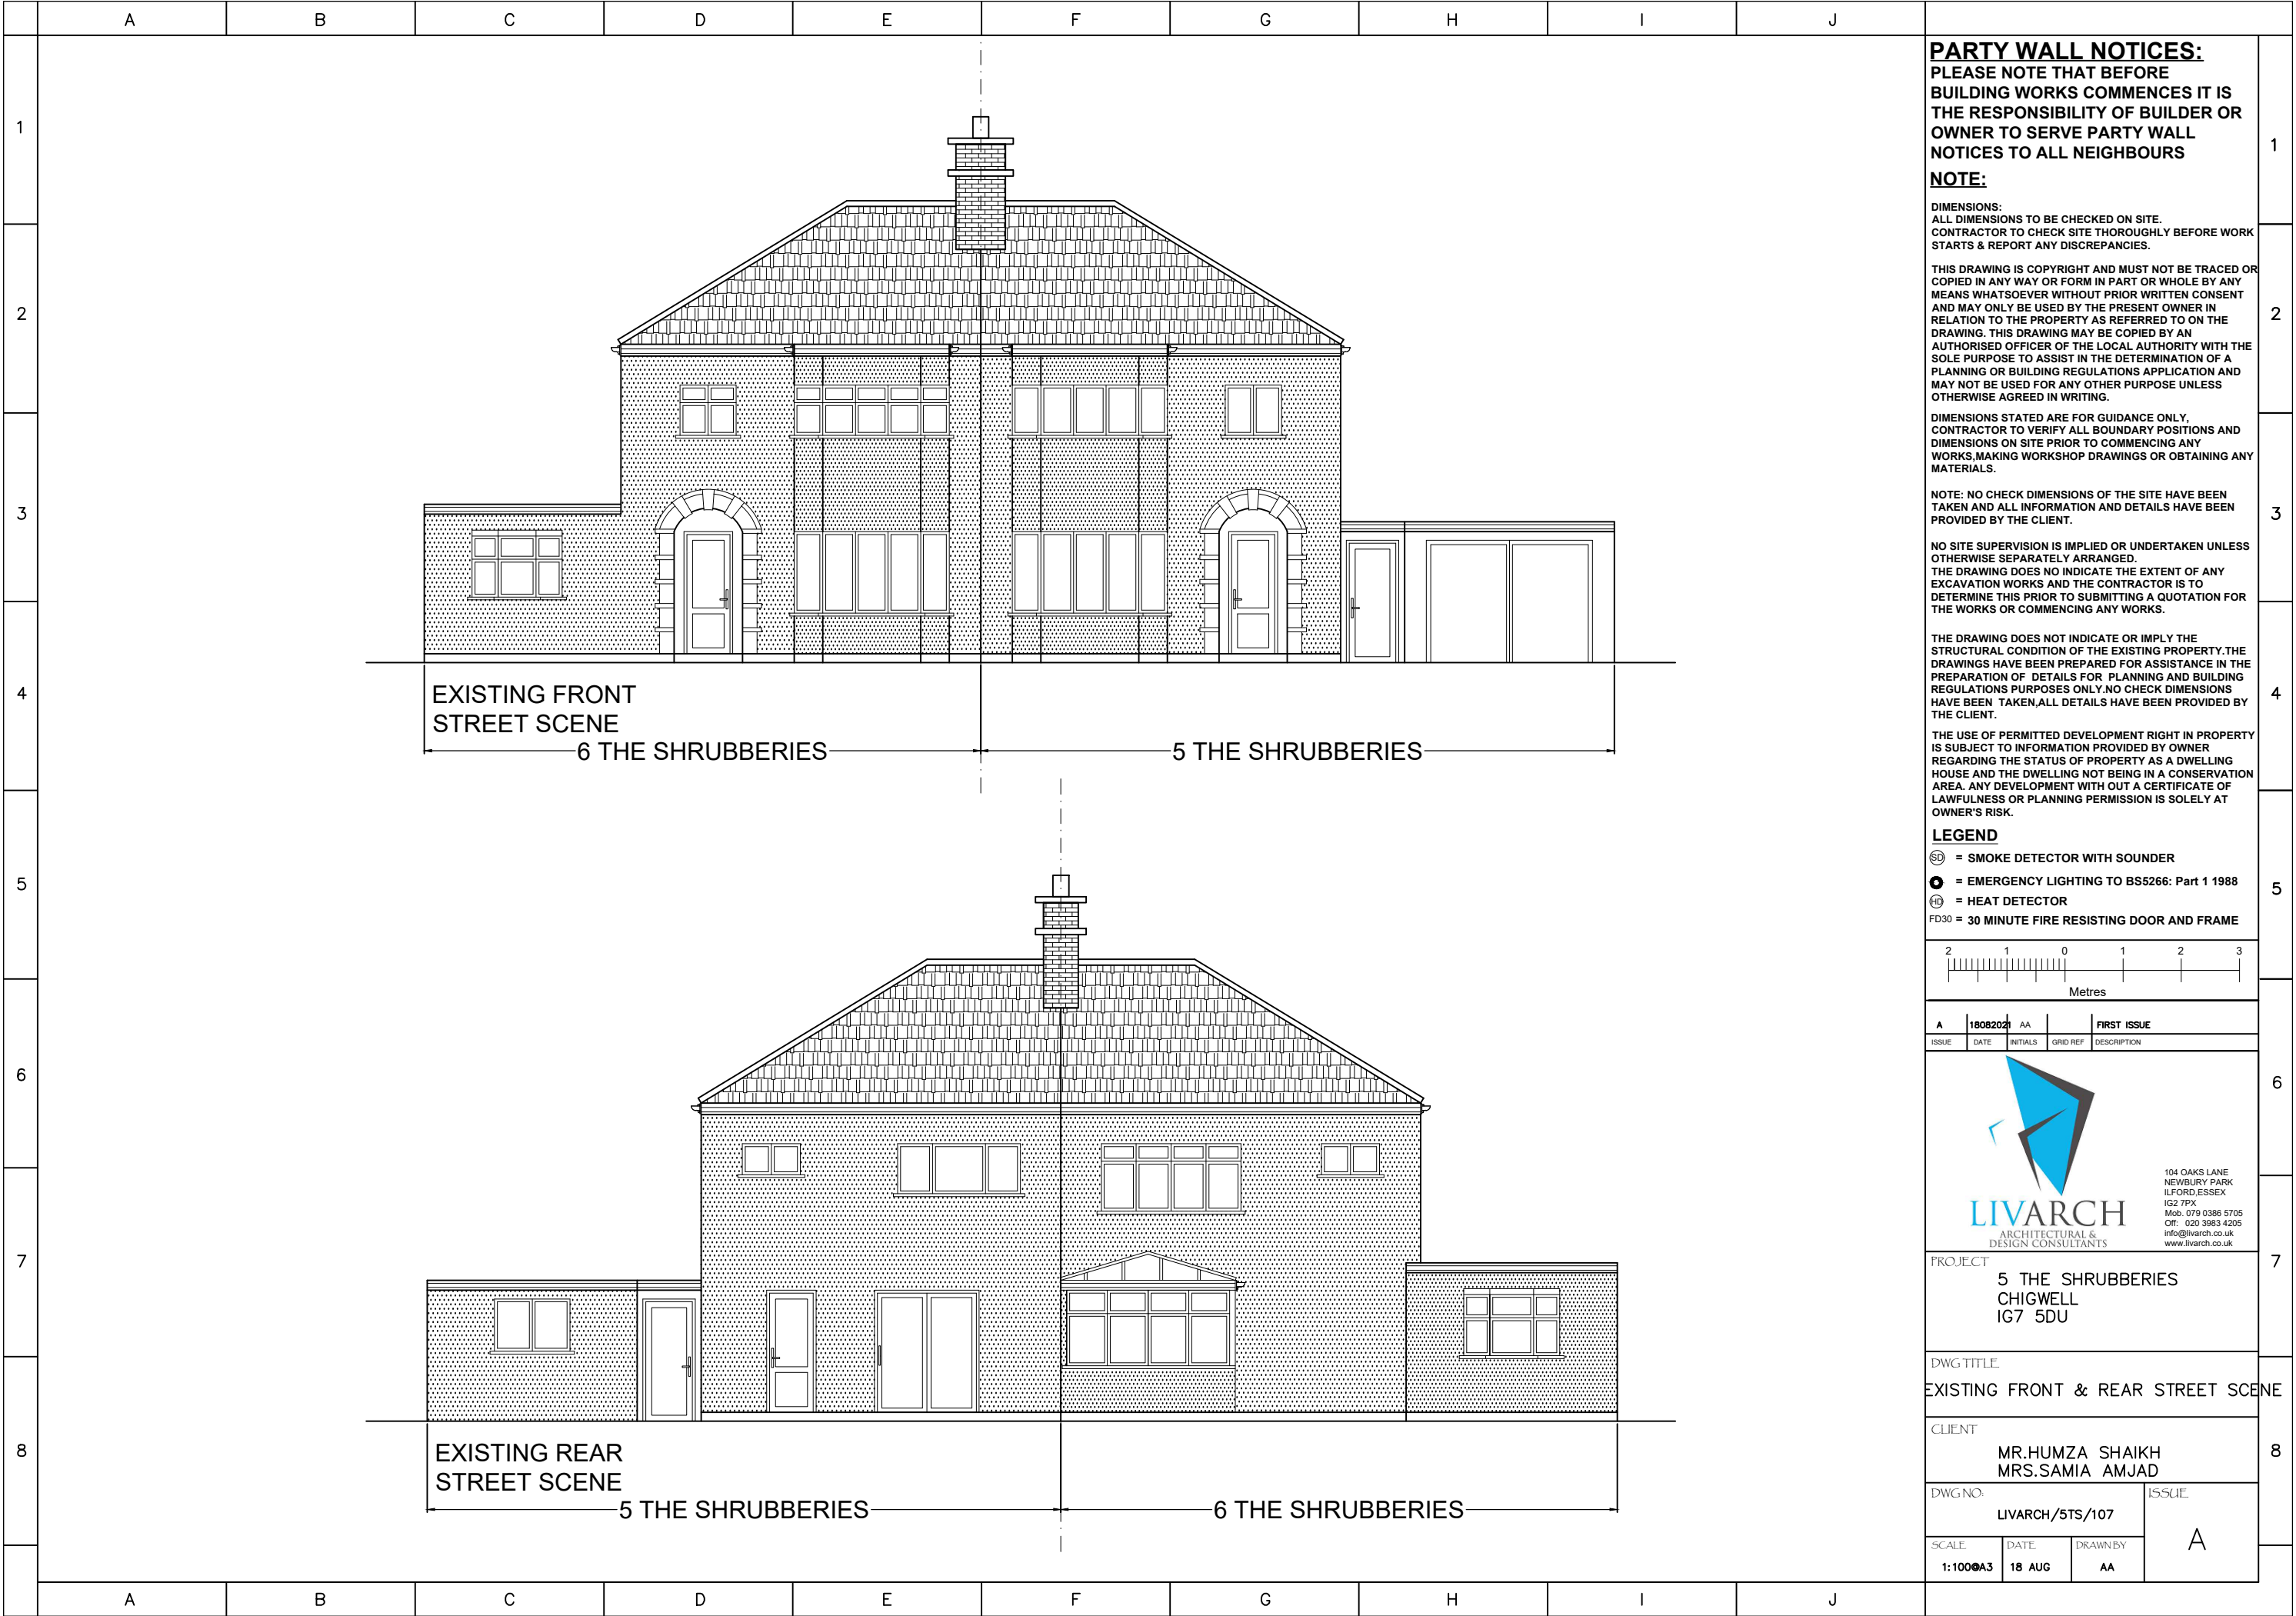 A B C D E F G H I J
1
2
3
4
5
6
7
8
EXISTING FRONT
STREET SCENE
6 THE SHRUBBERIES
5 THE SHRUBBERIES
EXISTING REAR
STREET SCENE
5 THE SHRUBBERIES
6 THE SHRUBBERIES
A B C D E F G H I J
PARTY WALL NOTICES:
PLEASE NOTE THAT BEFORE
BUILDING WORKS COMMENCES IT IS
THE RESPONSIBILITY OF BUILDER OR
OWNER TO SERVE PARTY WALL
NOTICES TO ALL NEIGHBOURS
NOTE:
DIMENSIONS:
ALL DIMENSIONS TO BE CHECKED ON SITE.
CONTRACTOR TO CHECK SITE THOROUGHLY BEFORE WORK
STARTS & REPORT ANY DISCREPANCIES.
THIS DRAWING IS COPYRIGHT AND MUST NOT BE TRACED OR
COPIED IN ANY WAY OR FORM IN PART OR WHOLE BY ANY
MEANS WHATSOEVER WITHOUT PRIOR WRITTEN CONSENT
AND MAY ONLY BE USED BY THE PRESENT OWNER IN
RELATION TO THE PROPERTY AS REFERRED TO ON THE
DRAWING. THIS DRAWING MAY BE COPIED BY AN
AUTHORISED OFFICER OF THE LOCAL AUTHORITY WITH THE
SOLE PURPOSE TO ASSIST IN THE DETERMINATION OF A
PLANNING OR BUILDING REGULATIONS APPLICATION AND
MAY NOT BE USED FOR ANY OTHER PURPOSE UNLESS
OTHERWISE AGREED IN WRITING.
DIMENSIONS STATED ARE FOR GUIDANCE ONLY,
CONTRACTOR TO VERIFY ALL BOUNDARY POSITIONS AND
DIMENSIONS ON SITE PRIOR TO COMMENCING ANY
WORKS,MAKING WORKSHOP DRAWINGS OR OBTAINING ANY
MATERIALS.
NOTE: NO CHECK DIMENSIONS OF THE SITE HAVE BEEN
TAKEN AND ALL INFORMATION AND DETAILS HAVE BEEN
PROVIDED BY THE CLIENT.
NO SITE SUPERVISION IS IMPLIED OR UNDERTAKEN UNLESS
OTHERWISE SEPARATELY ARRANGED.
THE DRAWING DOES NO INDICATE THE EXTENT OF ANY
EXCAVATION WORKS AND THE CONTRACTOR IS TO
DETERMINE THIS PRIOR TO SUBMITTING A QUOTATION FOR
THE WORKS OR COMMENCING ANY WORKS.
THE DRAWING DOES NOT INDICATE OR IMPLY THE
STRUCTURAL CONDITION OF THE EXISTING PROPERTY.THE
DRAWINGS HAVE BEEN PREPARED FOR ASSISTANCE IN THE
PREPARATION OF DETAILS FOR PLANNING AND BUILDING
REGULATIONS PURPOSES ONLY.NO CHECK DIMENSIONS
HAVE BEEN TAKEN,ALL DETAILS HAVE BEEN PROVIDED BY
THE CLIENT.
THE USE OF PERMITTED DEVELOPMENT RIGHT IN PROPERTY
IS SUBJECT TO INFORMATION PROVIDED BY OWNER
REGARDING THE STATUS OF PROPERTY AS A DWELLING
HOUSE AND THE DWELLING NOT BEING IN A CONSERVATION
AREA. ANY DEVELOPMENT WITH OUT A CERTIFICATE OF
LAWFULNESS OR PLANNING PERMISSION IS SOLELY AT
OWNER'S RISK.
LEGEND
SD = SMOKE DETECTOR WITH SOUNDER
= EMERGENCY LIGHTING TO BS5266: Part 1 1988
HD = HEAT DETECTOR
FD30 = 30 MINUTE FIRE RESISTING DOOR AND FRAME
2 1 0 1 2 3
Metres
A 18082021 AA FIRST ISSUE
ISSUE DATE INITIALS GRID REF DESCRIPTION
LIVARCH
ARCHITECTURAL &
DESIGN CONSULTANTS
104 OAKS LANE
NEWBURY PARK
ILFORD,ESSEX
IG2 7PX
Mob. 079 0386 5705
Off: 020 3983 4205
info@livarch.co.uk
www.livarch.co.uk
PROJECT
5 THE SHRUBBERIES
CHIGWELL
IG7 5DU
DWG TITLE
EXISTING FRONT & REAR STREET SCENE
CLIENT
MR.HUMZA SHAIKH
MRS.SAMIA AMJAD
DWG NO:
LIVARCH/5TS/107
ISSUE
A
SCALE DATE DRAWN BY
1:100@A3 18 AUG AA
1
2
3
4
5
6
7
8